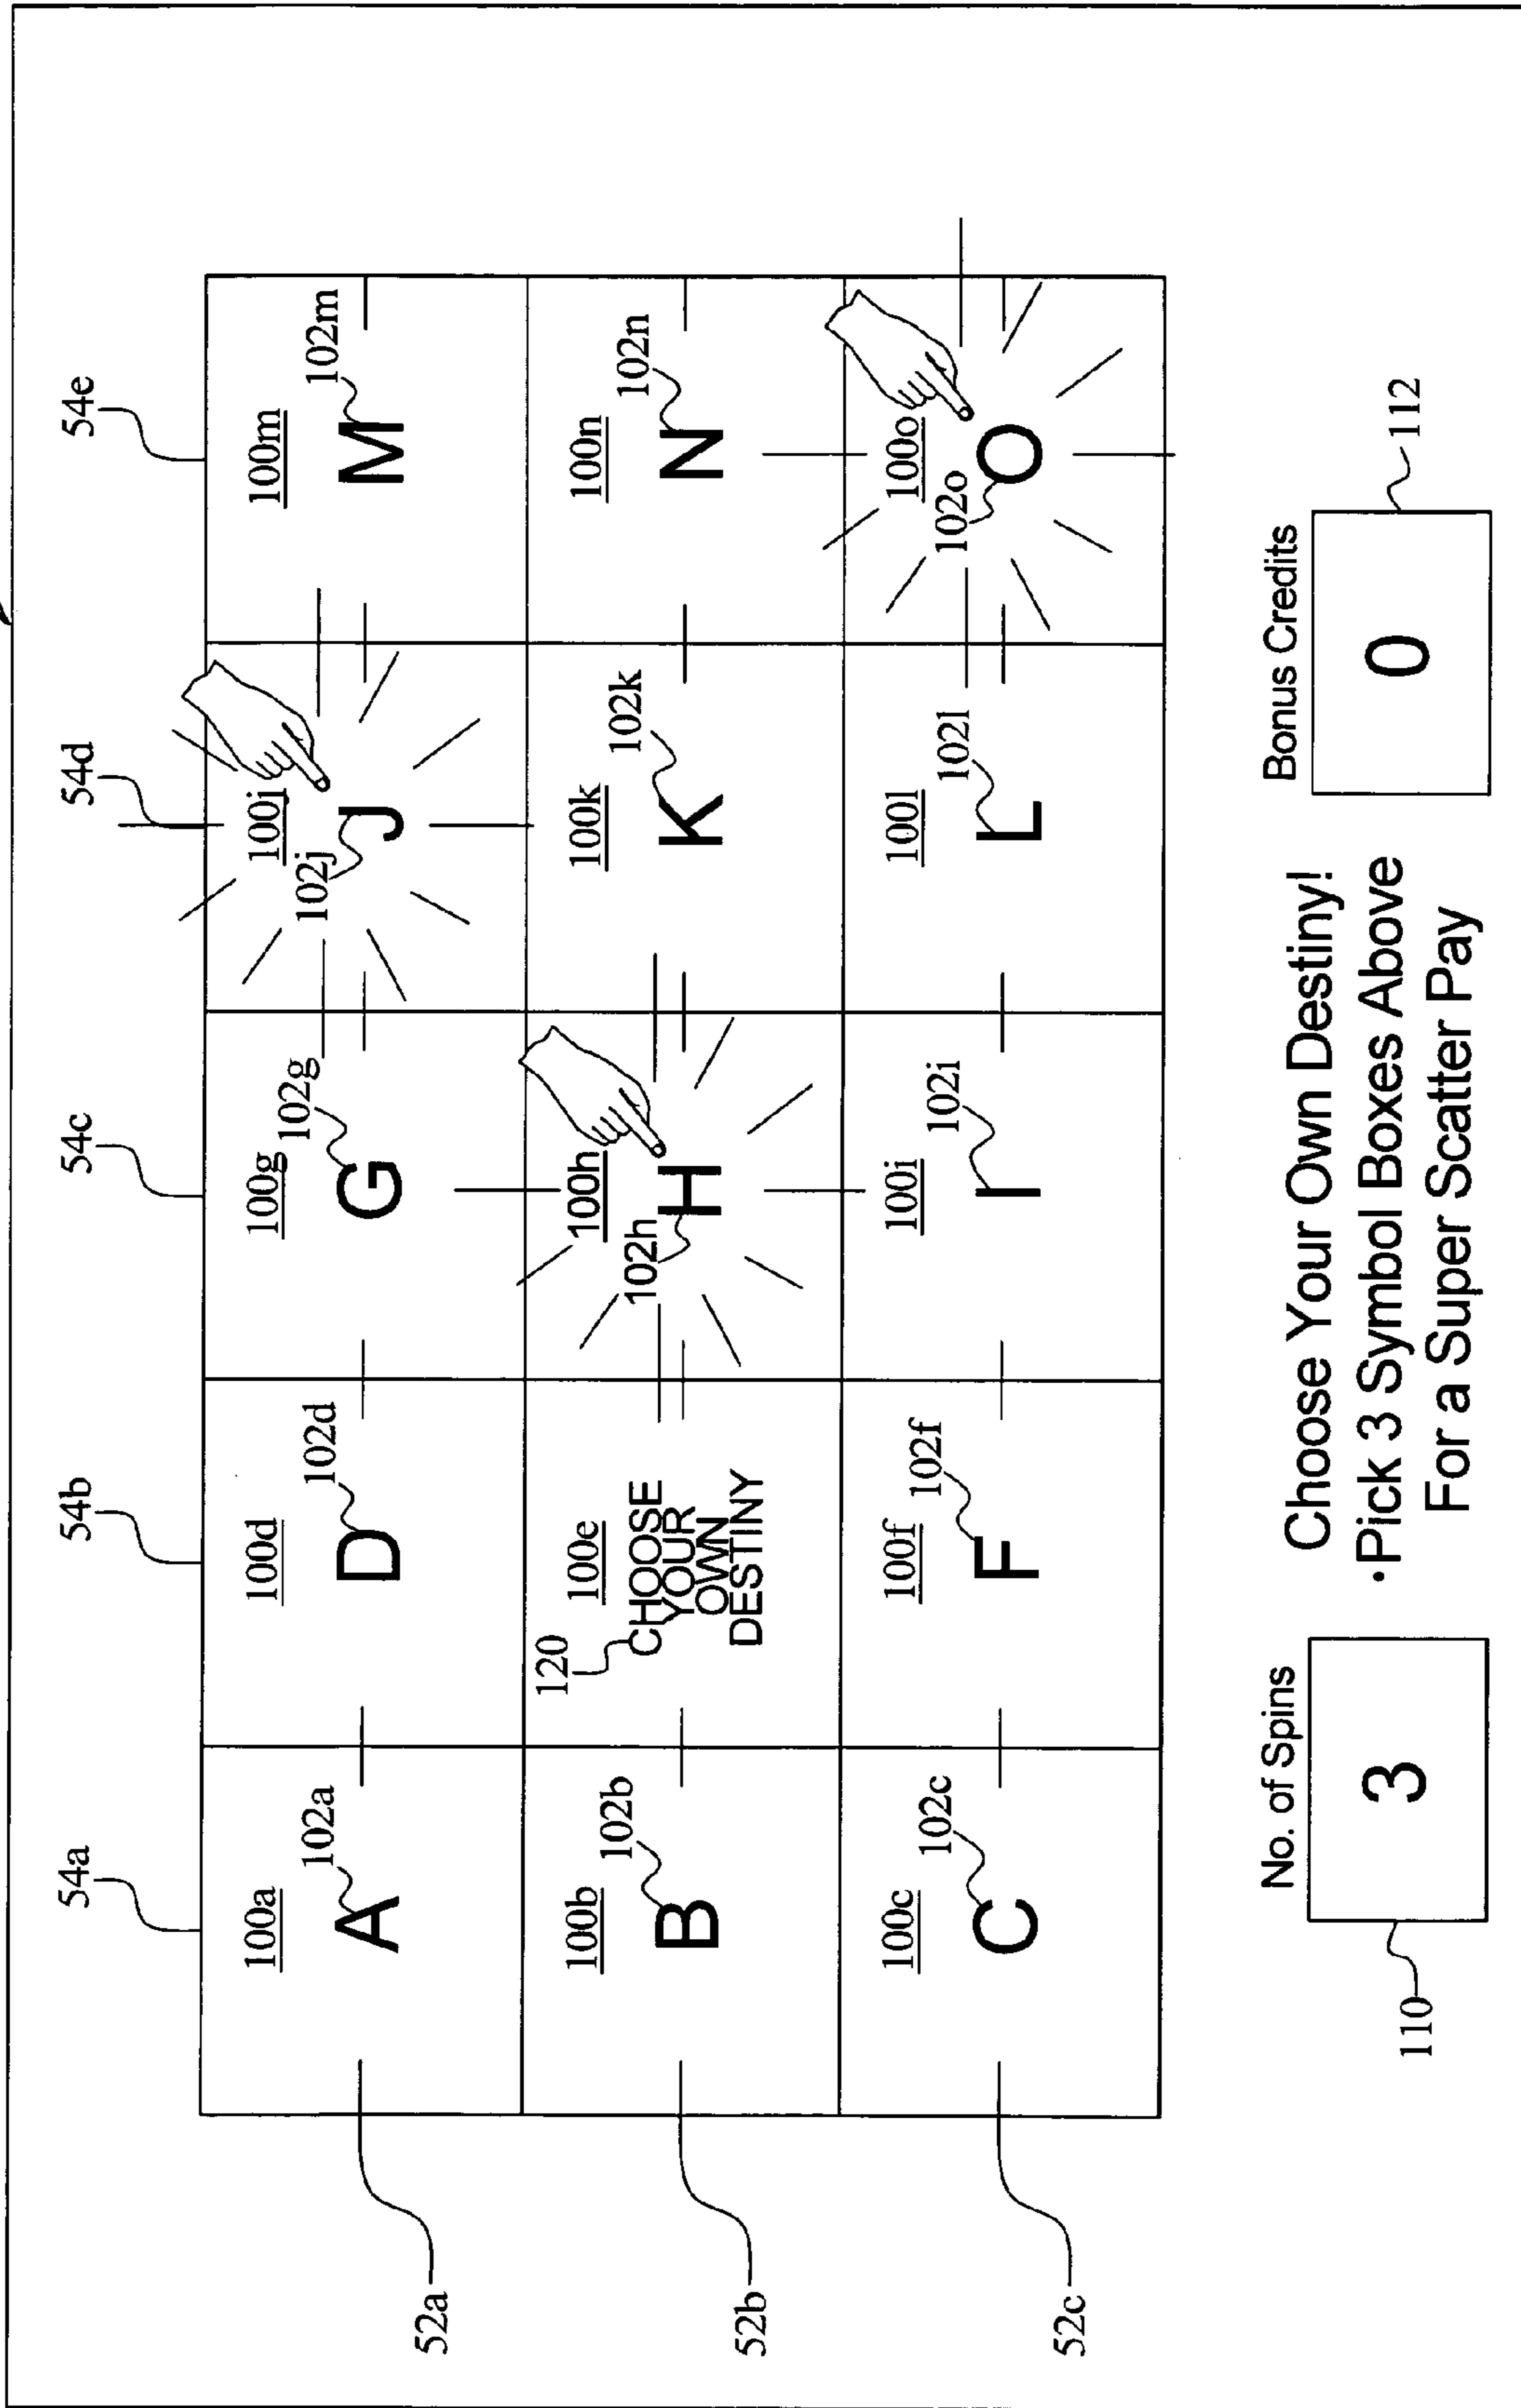 54a 54b 54c 54d 54e
100a 100d 100g 100j 100m
102a 102d 102g 102j 102m
A D G J M
52a
100b 100e 100h 100k 100n
120
102b 102h 102k 102n
B H K N
CHOOSE
YOUR
OWN
DESTINY
52b
100c 100f 100i 100l 100o
102c 102f 102i 102l 102o
C F I L O
52c
No. of Spins
3
110
Choose Your Own Destiny!
•Pick 3 Symbol Boxes Above
For a Super Scatter Pay
Bonus Credits
0
112